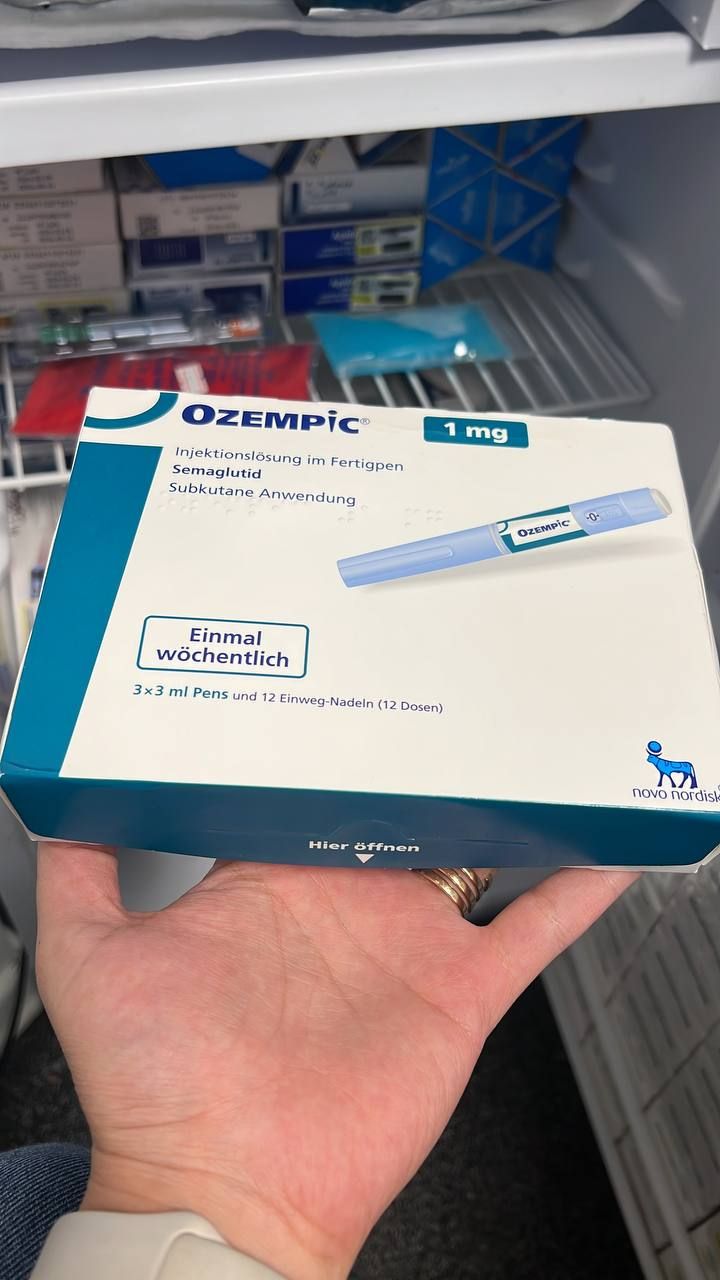 OZEMPIC®
1 mg
Injektionslösung im Fertigpen
Semaglutid
Subkutane Anwendung
OZEMPIC®
-0-
Einmal
wöchentlich
3×3 ml Pens und 12 Einweg-Nadeln (12 Dosen)
novo nordisk
Hier öffnen